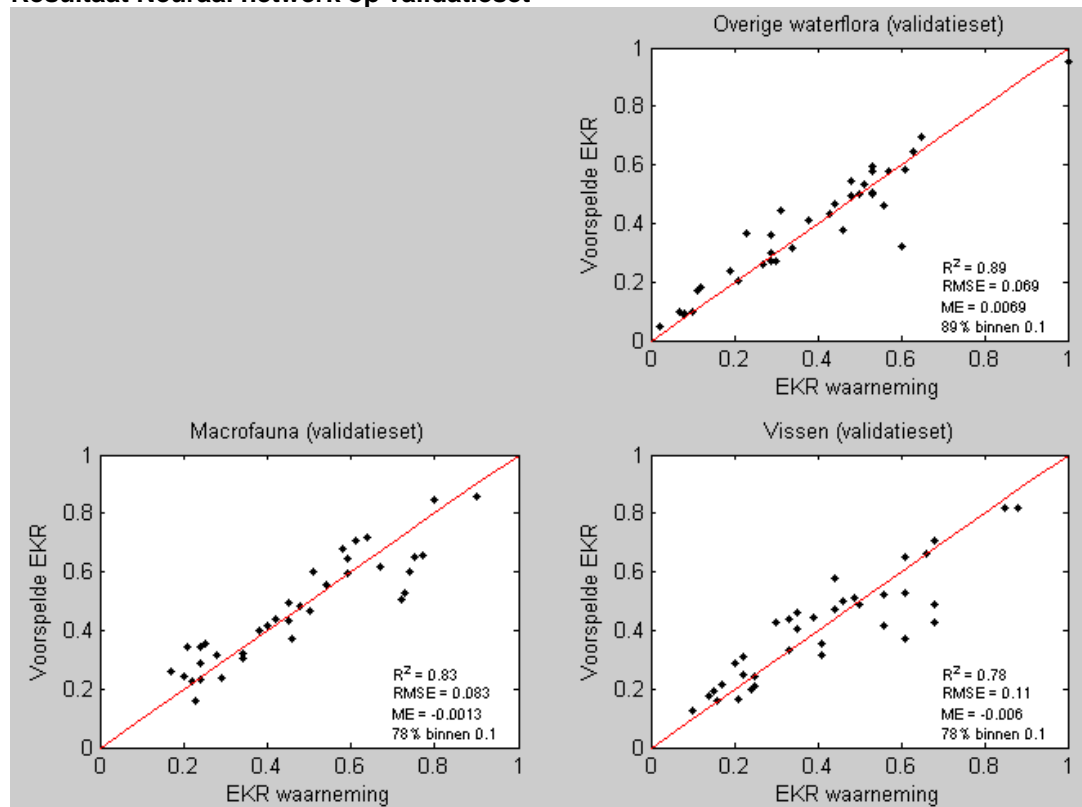 Resultaat Neuraal netwerk op validatieset
Overige waterflora (validatieset)
1
0.8
0.6
0.4
0.2
0
Voorspelde EKR
R² = 0.89
RMSE = 0.069
ME = 0.0069
89% binnen 0.1
0 0.2 0.4 0.6 0.8 1
EKR waarneming
Macrofauna (validatieset)
1
0.8
0.6
0.4
0.2
0
Voorspelde EKR
R² = 0.83
RMSE = 0.083
ME = -0.0013
78% binnen 0.1
0 0.2 0.4 0.6 0.8 1
EKR waarneming
Vissen (validatieset)
1
0.8
0.6
0.4
0.2
0
Voorspelde EKR
R² = 0.78
RMSE = 0.11
ME = -0.006
78% binnen 0.1
0 0.2 0.4 0.6 0.8 1
EKR waarneming